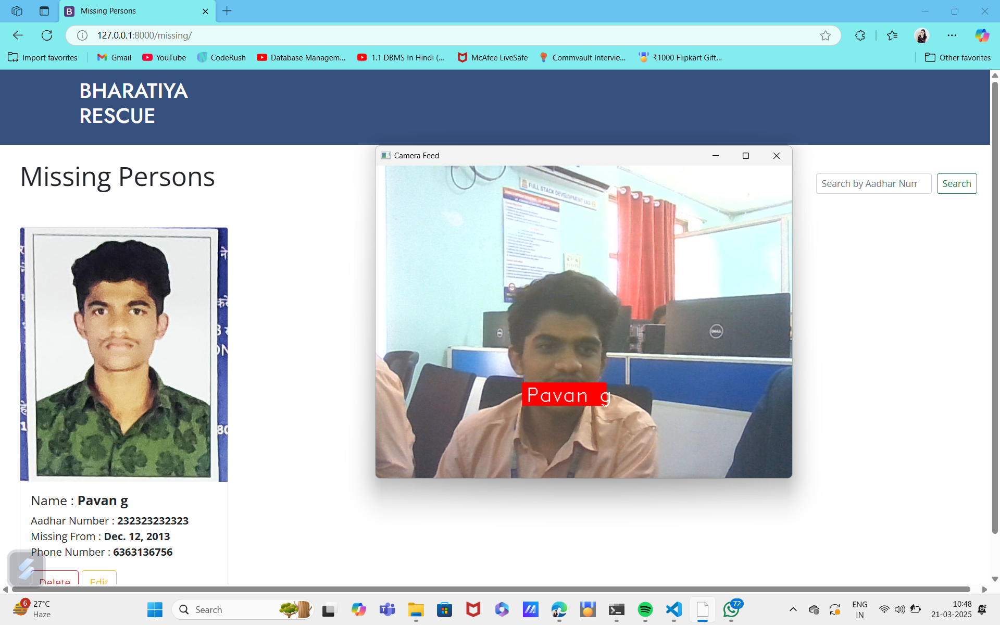 Missing Persons
127.0.0.1:8000/missing/
Import favorites
Gmail
YouTube
CodeRush
Database Managem...
1.1 DBMS In Hindi (...
McAfee LiveSafe
Commvault Intervie...
₹1000 Flipkart Gift...
Other favorites
BHARATIYA
RESCUE
Missing Persons
Search by Aadhar Num
Search
Camera Feed
FULL STACK DEVELOPMENT LAB
DELL
Pavan g
Name : Pavan g
Aadhar Number : 232323232323
Missing From : Dec. 12, 2013
Phone Number : 6363136756
Delete
Edit
6
27°C
Haze
Search
72
ENG
IN
10:48
21-03-2025